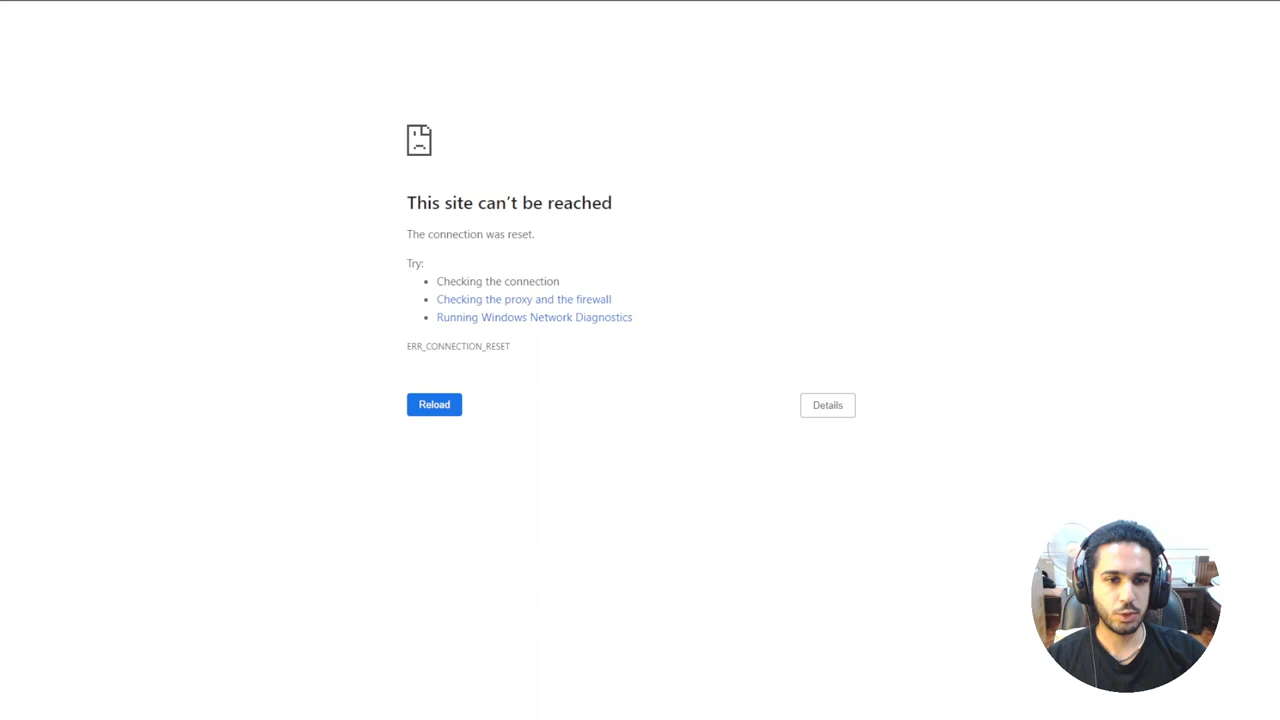 This site can’t be reached
The connection was reset.
Try:
Checking the connection
Checking the proxy and the firewall
Running Windows Network Diagnostics
ERR_CONNECTION_RESET
Reload
Details